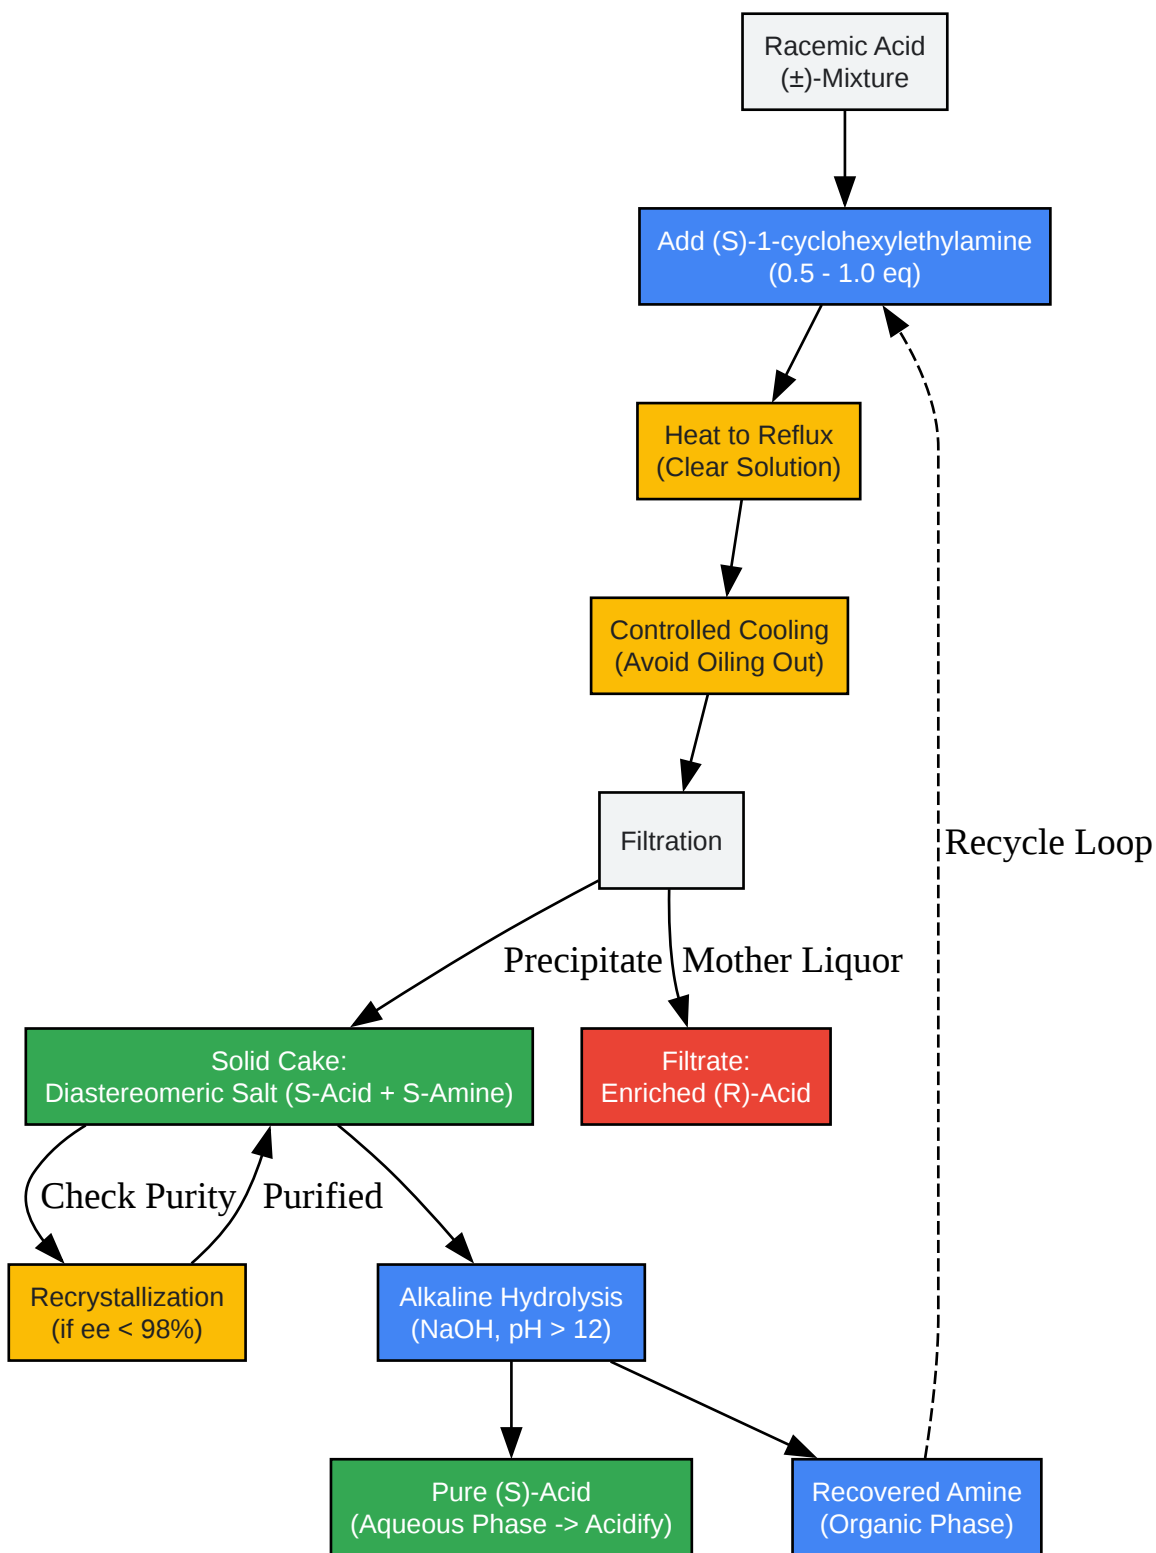 Racemic Acid
(±)-Mixture
Add (S)-1-cyclohexylethylamine
(0.5 - 1.0 eq)
Heat to Reflux
(Clear Solution)
Controlled Cooling
(Avoid Oiling Out)
Filtration
Recycle Loop
Precipitate
Mother Liquor
Solid Cake:
Diastereomeric Salt (S-Acid + S-Amine)
Filtrate:
Enriched (R)-Acid
Check Purity
Purified
Recrystallization
(if ee < 98%)
Alkaline Hydrolysis
(NaOH, pH > 12)
Pure (S)-Acid
(Aqueous Phase -> Acidify)
Recovered Amine
(Organic Phase)